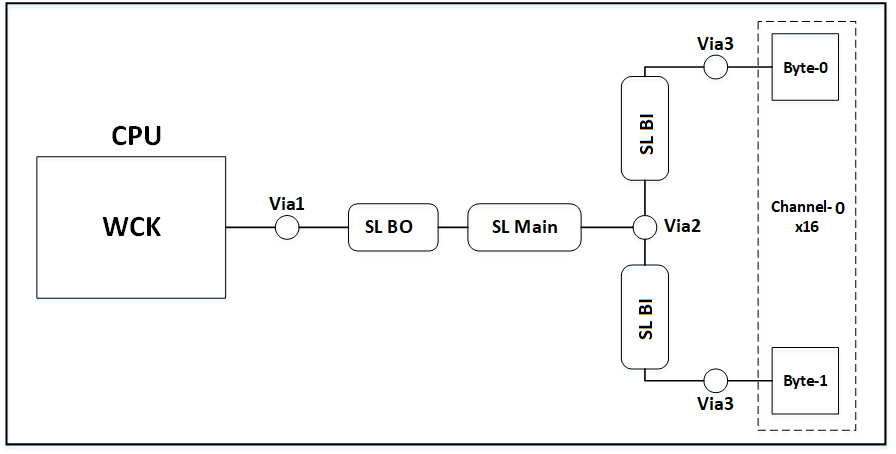 CPU
WCK
Via1
SL BO
SL Main
Via2
SL BI
SL BI
Via3
Via3
Byte-0
Channel-0
x16
Byte-1